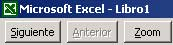 Microsoft Excel - Libro1
Siguiente Anterior Zoom